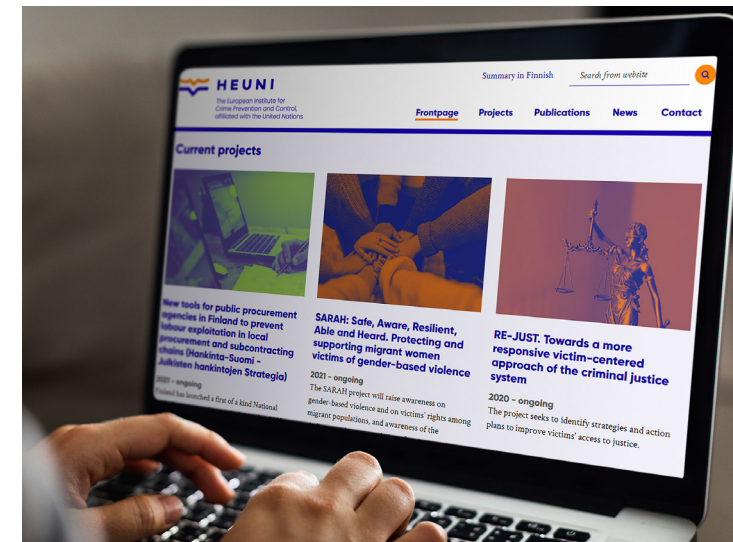 HEUNI
The European Institute for
Crime Prevention and Control,
affiliated with the United Nations
Summary in Finnish
Search from website
Frontpage
Projects
Publications
News
Contact
Current projects
New tools for public procurement
agencies in Finland to prevent
labour exploitation in local
procurement and subcontracting
chains (Hankinta-Suomi -
Julkisten hankintojen Strategia)
2021 - ongoing
Finland has launched a first of a kind National
SARAH: Safe, Aware, Resilient,
Able and Heard. Protecting and
supporting migrant women
victims of gender-based violence
2021 - ongoing
The SARAH project will raise awareness on
gender-based violence and on victims' rights among
migrant populations, and awareness of the
RE-JUST. Towards a more
responsive victim-centered
approach of the criminal justice
system
2020 - ongoing
The project seeks to identify strategies and action
plans to improve victims' access to justice.